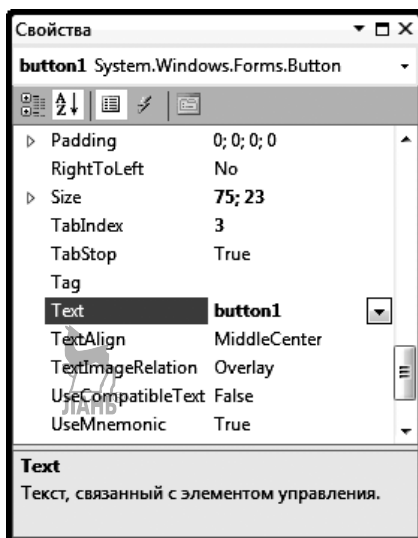 Свойства
button1 System.Windows.Forms.Button
Padding 0; 0; 0; 0
RightToLeft No
Size 75; 23
TabIndex 3
TabStop True
Tag
Text button1
TextAlign MiddleCenter
TextImageRelation Overlay
UseCompatibleText False
ЛАНЬ
UseMnemonic True
Text
Текст, связанный с элементом управления.